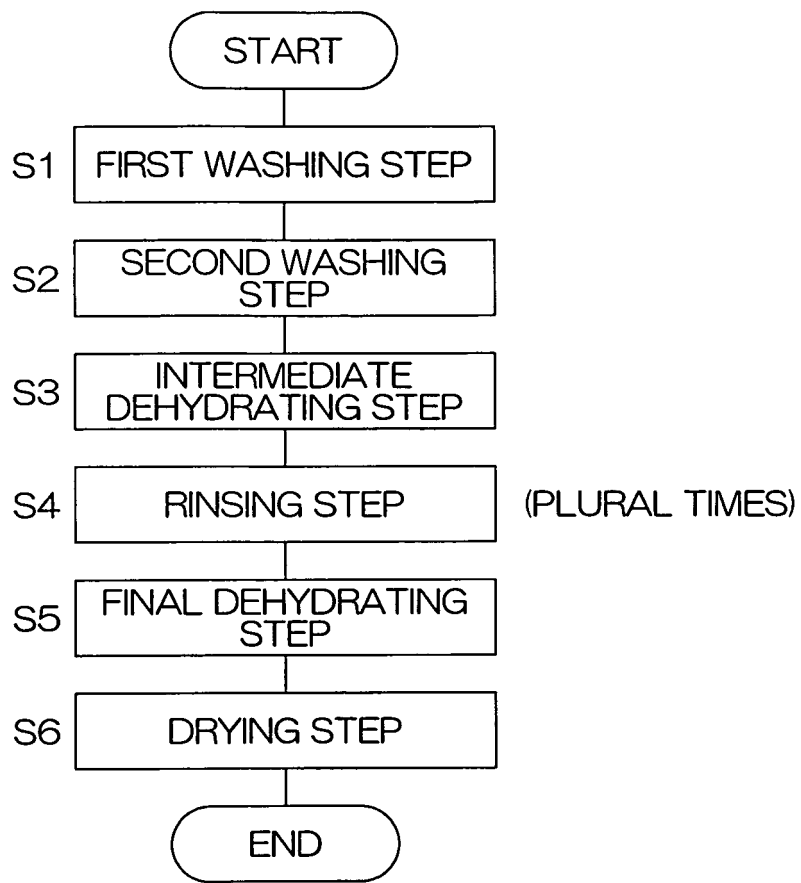 START
S1 FIRST WASHING STEP
S2 SECOND WASHING
STEP
S3 INTERMEDIATE
DEHYDRATING STEP
S4 RINSING STEP (PLURAL TIMES)
S5 FINAL DEHYDRATING
STEP
S6 DRYING STEP
END